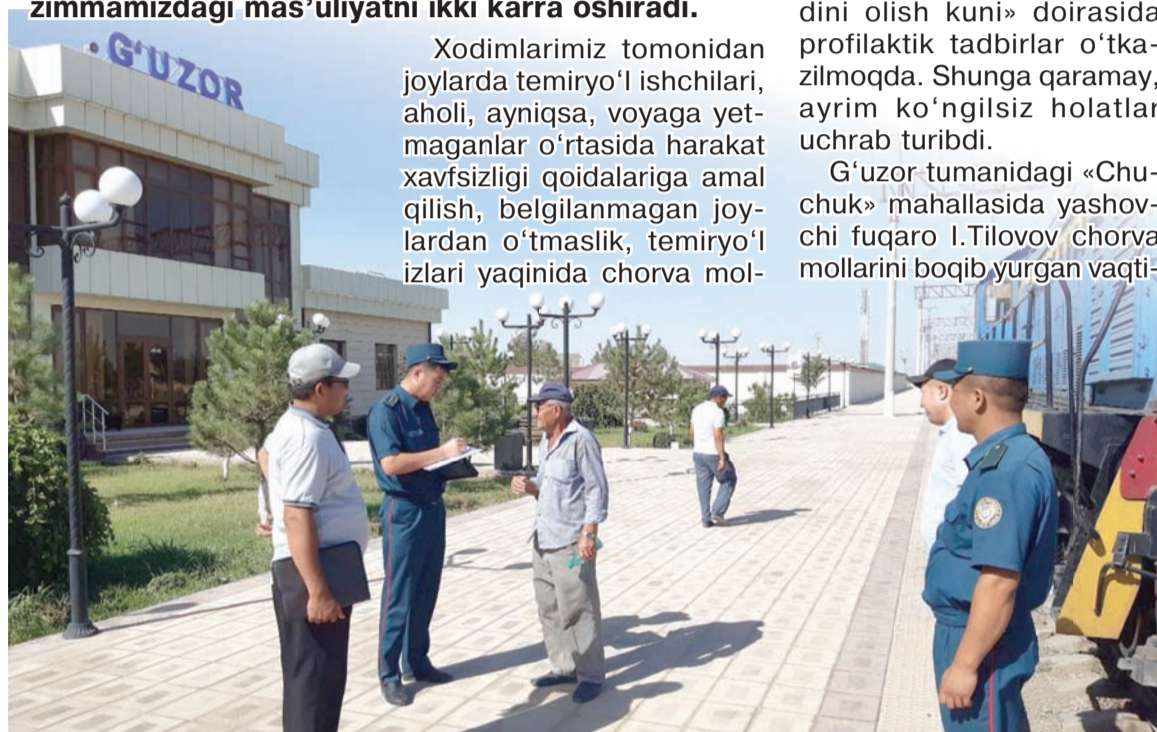 zimmamizdagi mas’uliyatni ikki karra oshiradi.
G‘UZOR
Xodimlarimiz tomonidan
joylarda temiryo‘l ishchilari,
aholi, ayniqsa, voyaga yet-
maganlar o‘rtasida harakat
xavfsizligi qoidalariga amal
qilish, belgilanmagan joy-
lardan o‘tmaslik, temiryo‘l
izlari yaqinida chorva mol-
dini olish kuni» doirasida
profilaktik tadbirlar o‘tka-
zilmoqda. Shunga qaramay,
ayrim ko‘ngilsiz holatlar
uchrab turibdi.
G‘uzor tumanidagi «Chu-
chuk» mahallasida yashov-
chi fuqaro I.Tilovov chorva
mollarini boqib yurgan vaqti-